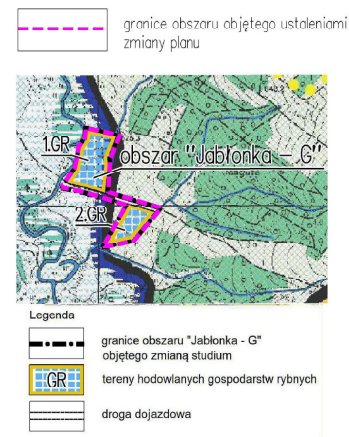 granice obszaru objętego ustaleniami
zmiany planu
1.GR
obszar "Jabłonka - G"
2.GR
Legenda
granice obszaru "Jabłonka - G"
objętego zmianą studium
GR
tereny hodowlanych gospodarstw rybnych
droga dojazdowa